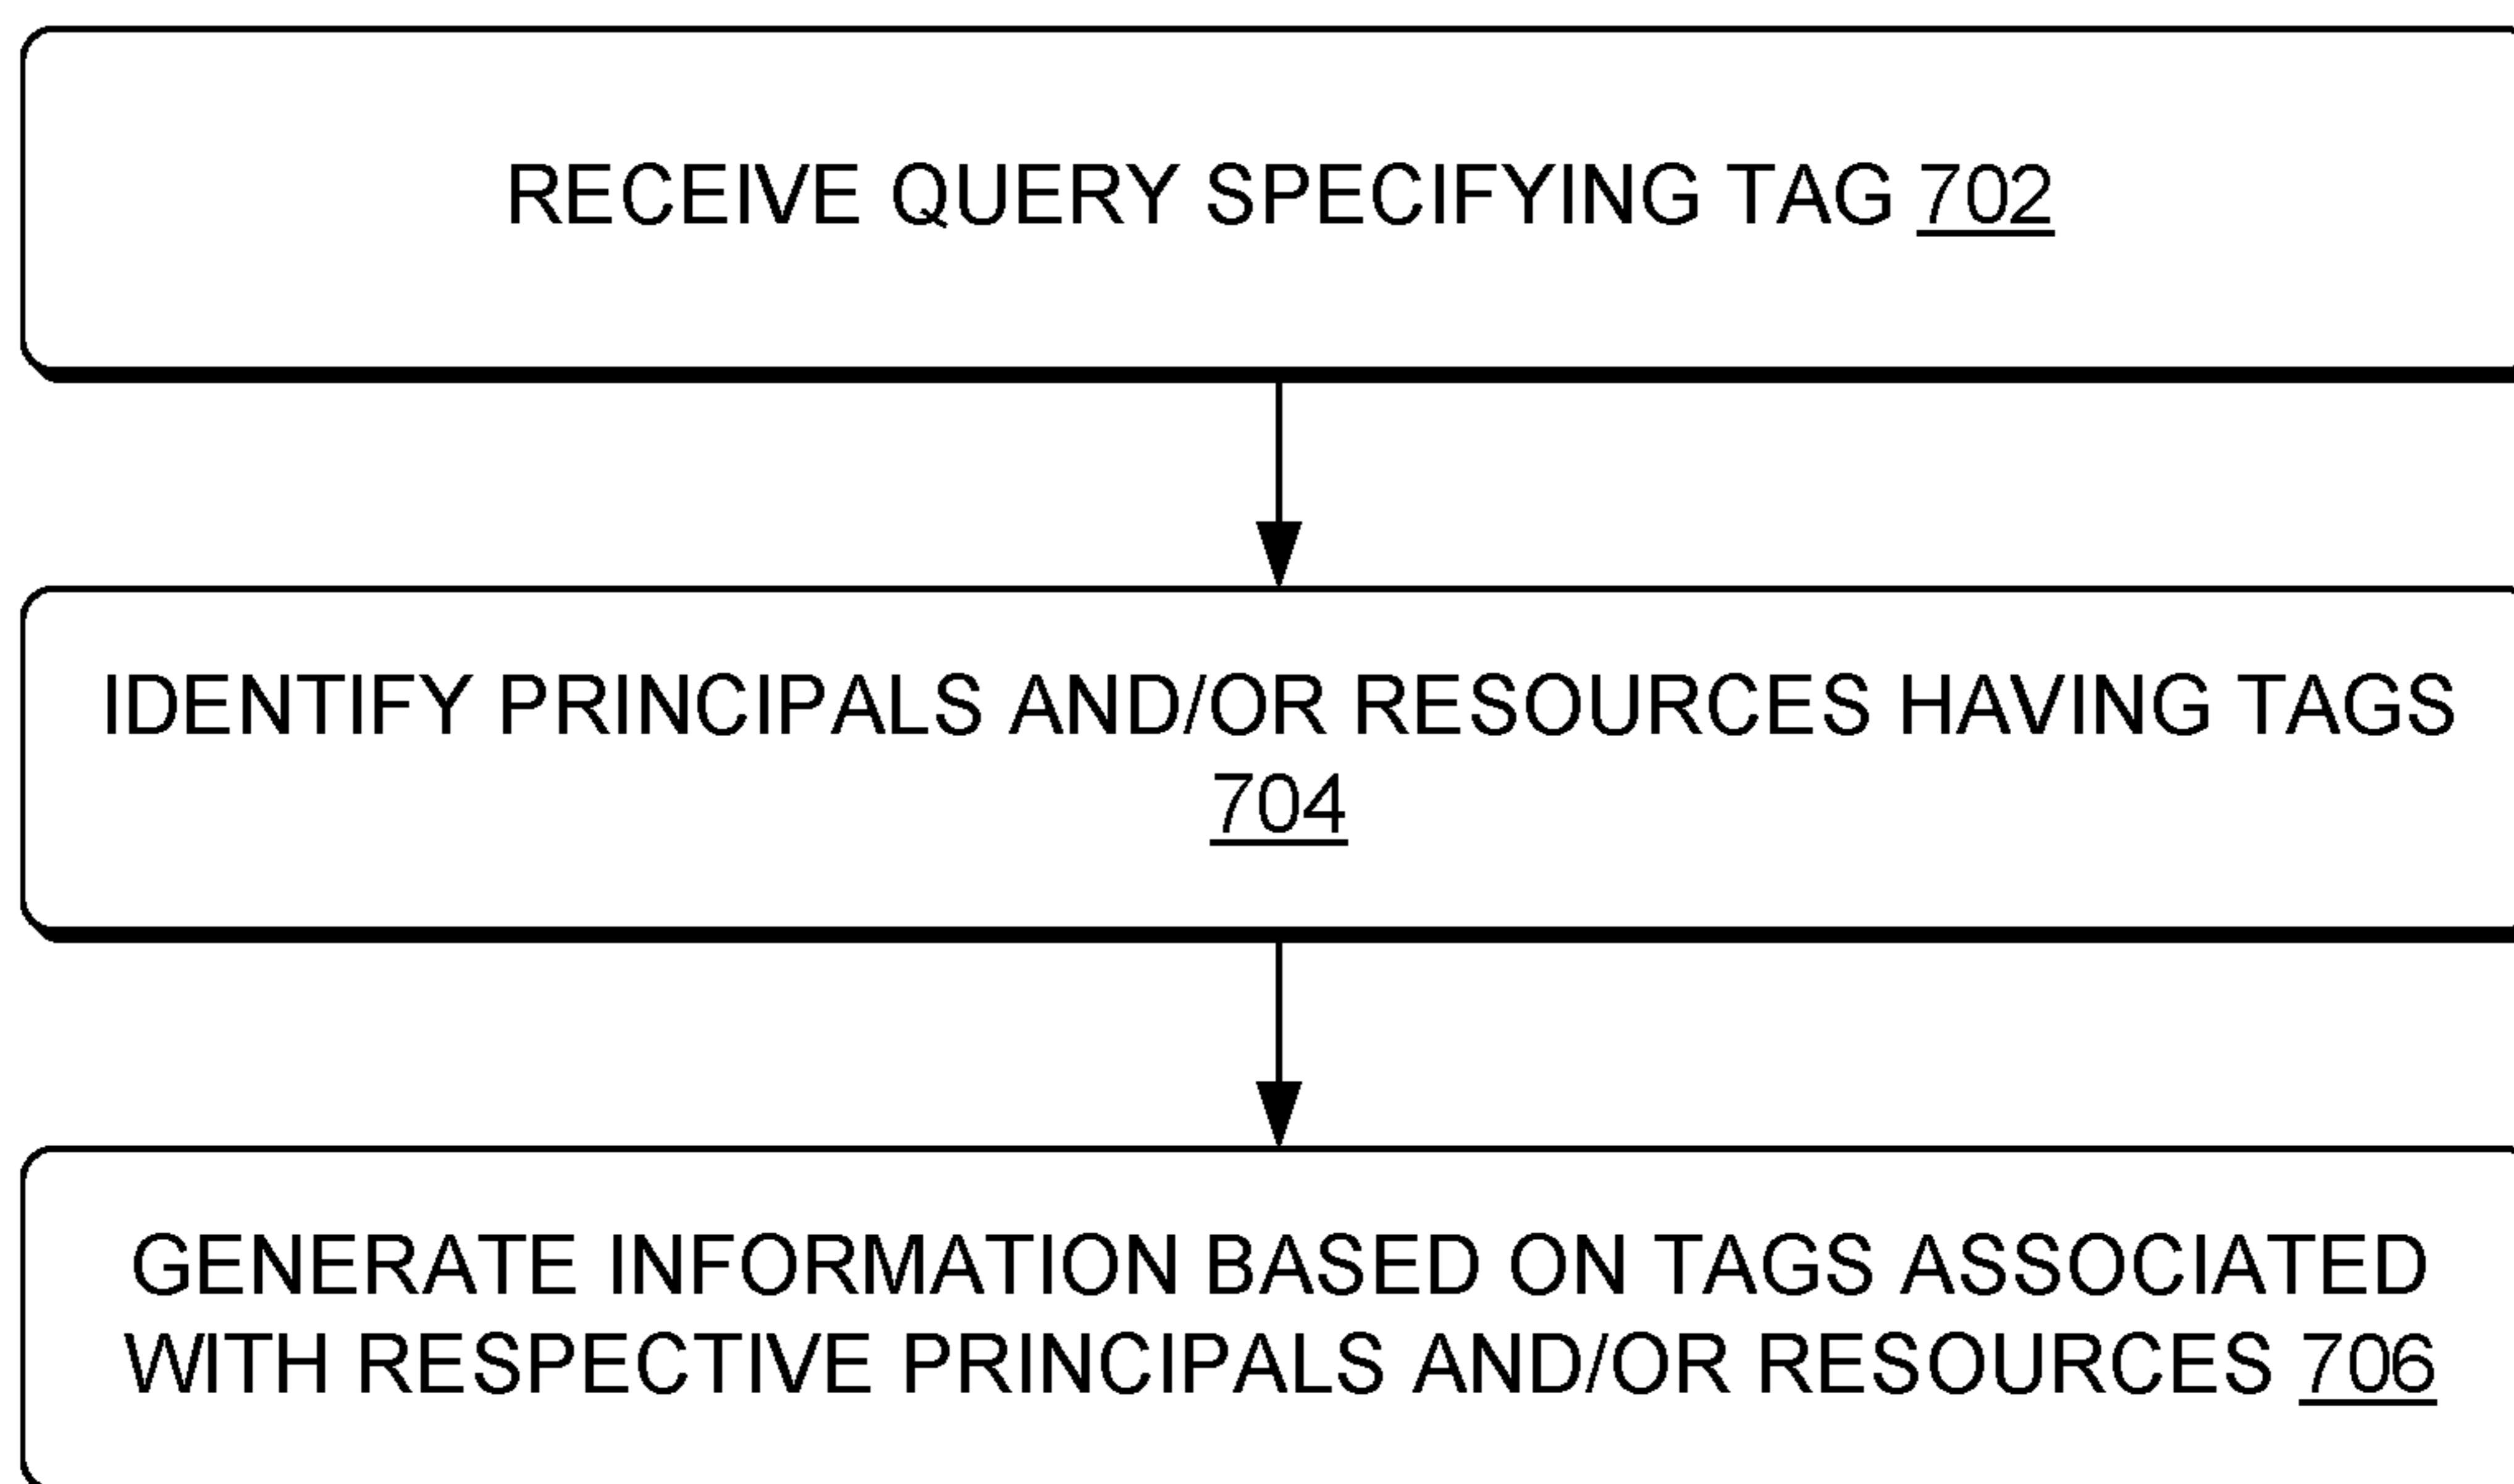 RECEIVE QUERY SPECIFYING TAG 702
IDENTIFY PRINCIPALS AND/OR RESOURCES HAVING TAGS
704
GENERATE INFORMATION BASED ON TAGS ASSOCIATED
WITH RESPECTIVE PRINCIPALS AND/OR RESOURCES 706